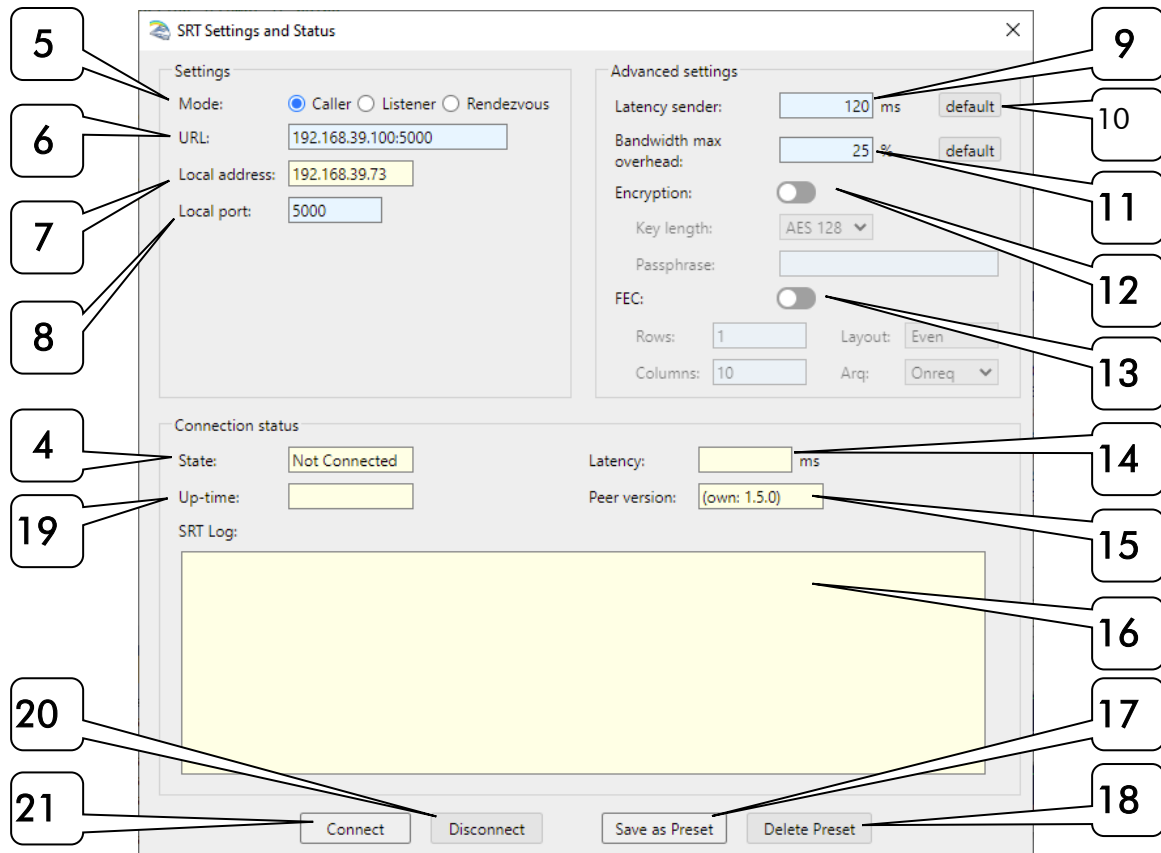 SRT Settings and Status
5
9
Settings
Advanced settings
Mode: Caller Listener Rendezvous
Latency sender: 120 ms default
10
6
URL: 192.168.39.100:5000
Bandwidth max
overhead:
25 % default
Local address: 192.168.39.73
Encryption:
11
7
Local port: 5000
Key length: AES 128
Passphrase:
12
FEC:
8
Rows: 1 Layout: Even
Columns: 10 Arq: Onreq
13
Connection status
4
State: Not Connected Latency: ms
14
Up-time: Peer version: (own: 1.5.0)
19
SRT Log:
15
16
20
17
21
18
Connect Disconnect Save as Preset Delete Preset